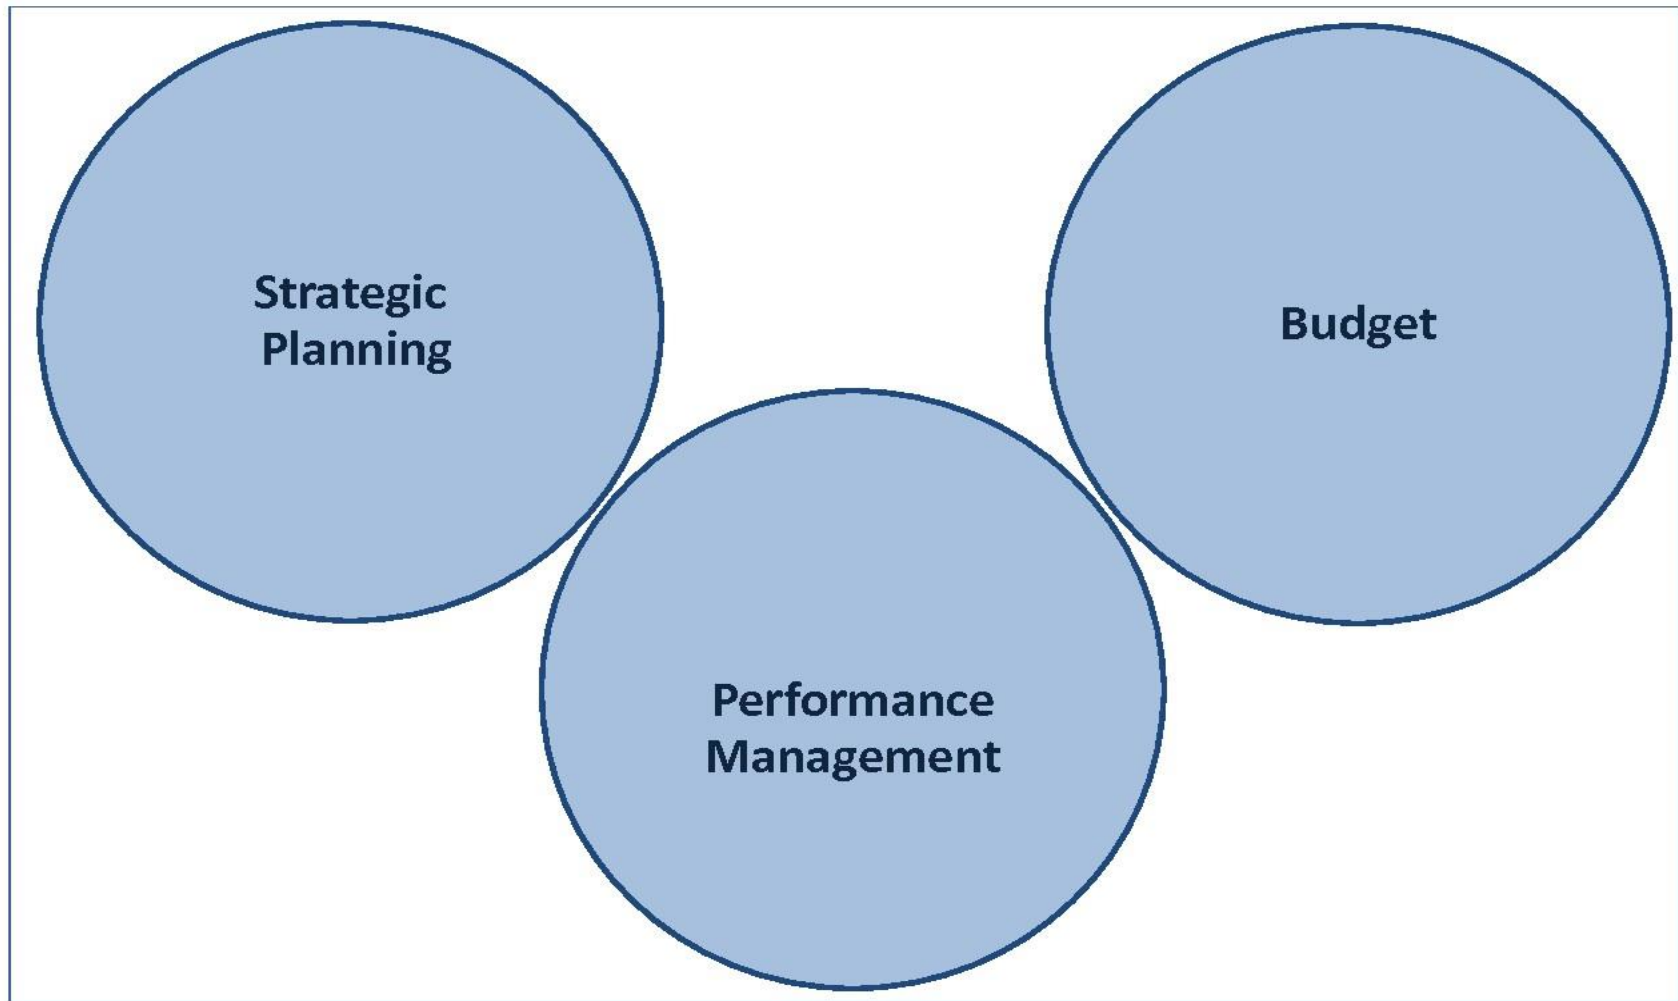 Strategic
Planning
Budget
Performance
Management